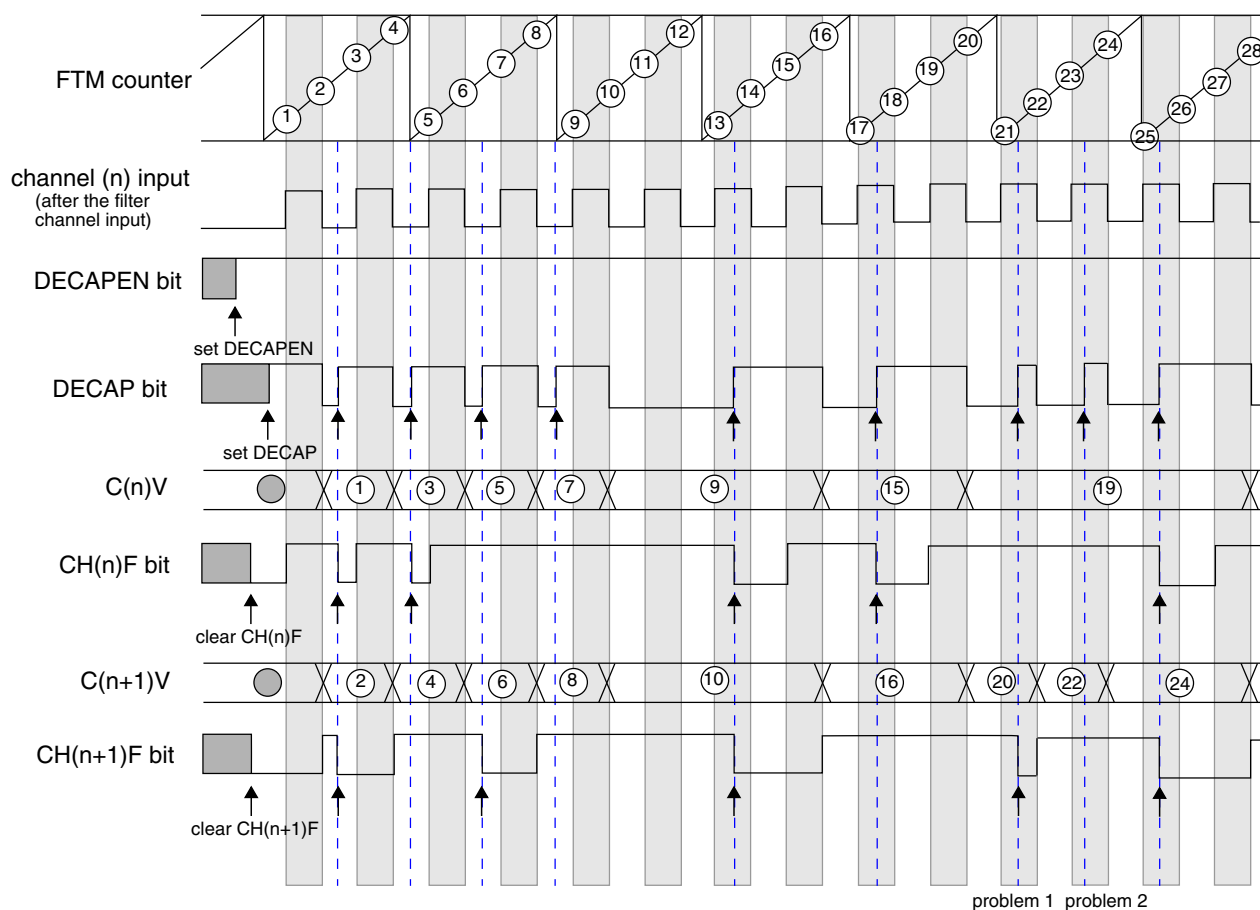 4 8 12 16 20 24 28
3 7 11 15 19 23 27
2 6 10 14 18 22 26
1 5 9 13 17 21 25
FTM counter
channel (n) input
(after the filter
channel input)
DECAPEN bit
set DECAPEN
DECAP bit
set DECAP
C(n)V 1 3 5 7 9 15 19
CH(n)F bit
clear CH(n)F
C(n+1)V 2 4 6 8 10 16 20 22 24
CH(n+1)F bit
clear CH(n+1)F
problem 1 problem 2